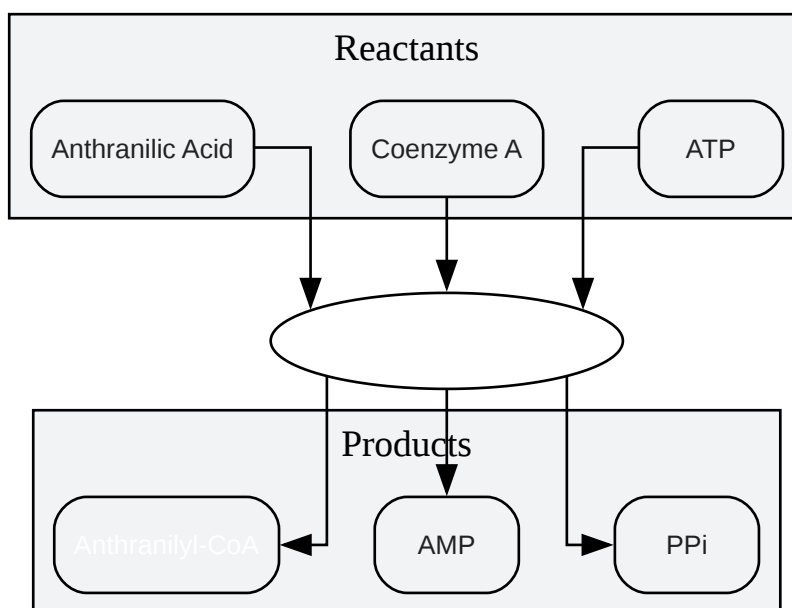 Reactants
Anthranilic Acid
Coenzyme A
ATP
Products
Anthranilyl-CoA
AMP
PPi